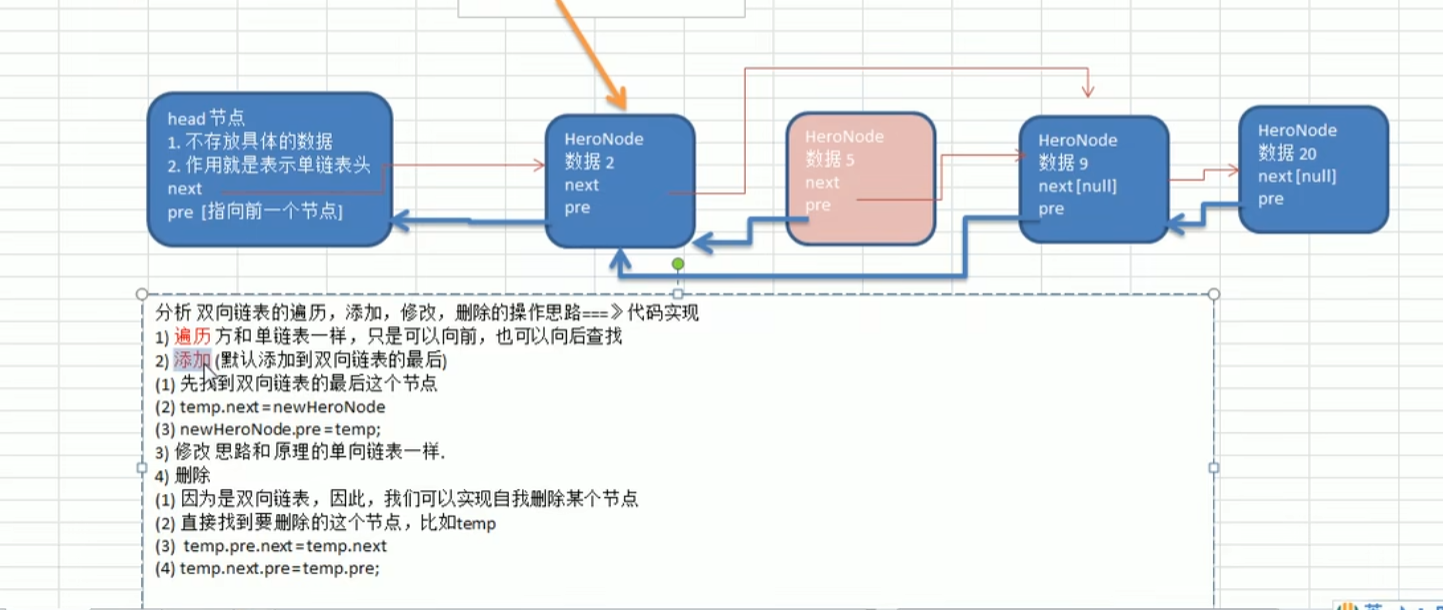 head 节点
1. 不存放具体的数据
2. 作用就是表示单链表头
next
pre [指向前一个节点]
HeroNode
数据 2
next
pre
HeroNode
数据 5
next
pre
HeroNode
数据 9
next [null]
pre
HeroNode
数据 20
next [null]
pre
分析 双向链表的遍历，添加，修改，删除的操作思路===》代码实现
1) 遍历 方和 单链表一样，只是可以向前，也可以向后查找
2) 添加 (默认添加到双向链表的最后)
(1) 先找到双向链表的最后这个节点
(2) temp.next = newHeroNode
(3) newHeroNode.pre = temp;
3) 修改 思路和 原理的单向链表一样.
4) 删除
(1) 因为是双向链表，因此，我们可以实现自我删除某个节点
(2) 直接找到要删除的这个节点，比如temp
(3) temp.pre.next = temp.next
(4) temp.next.pre = temp.pre;